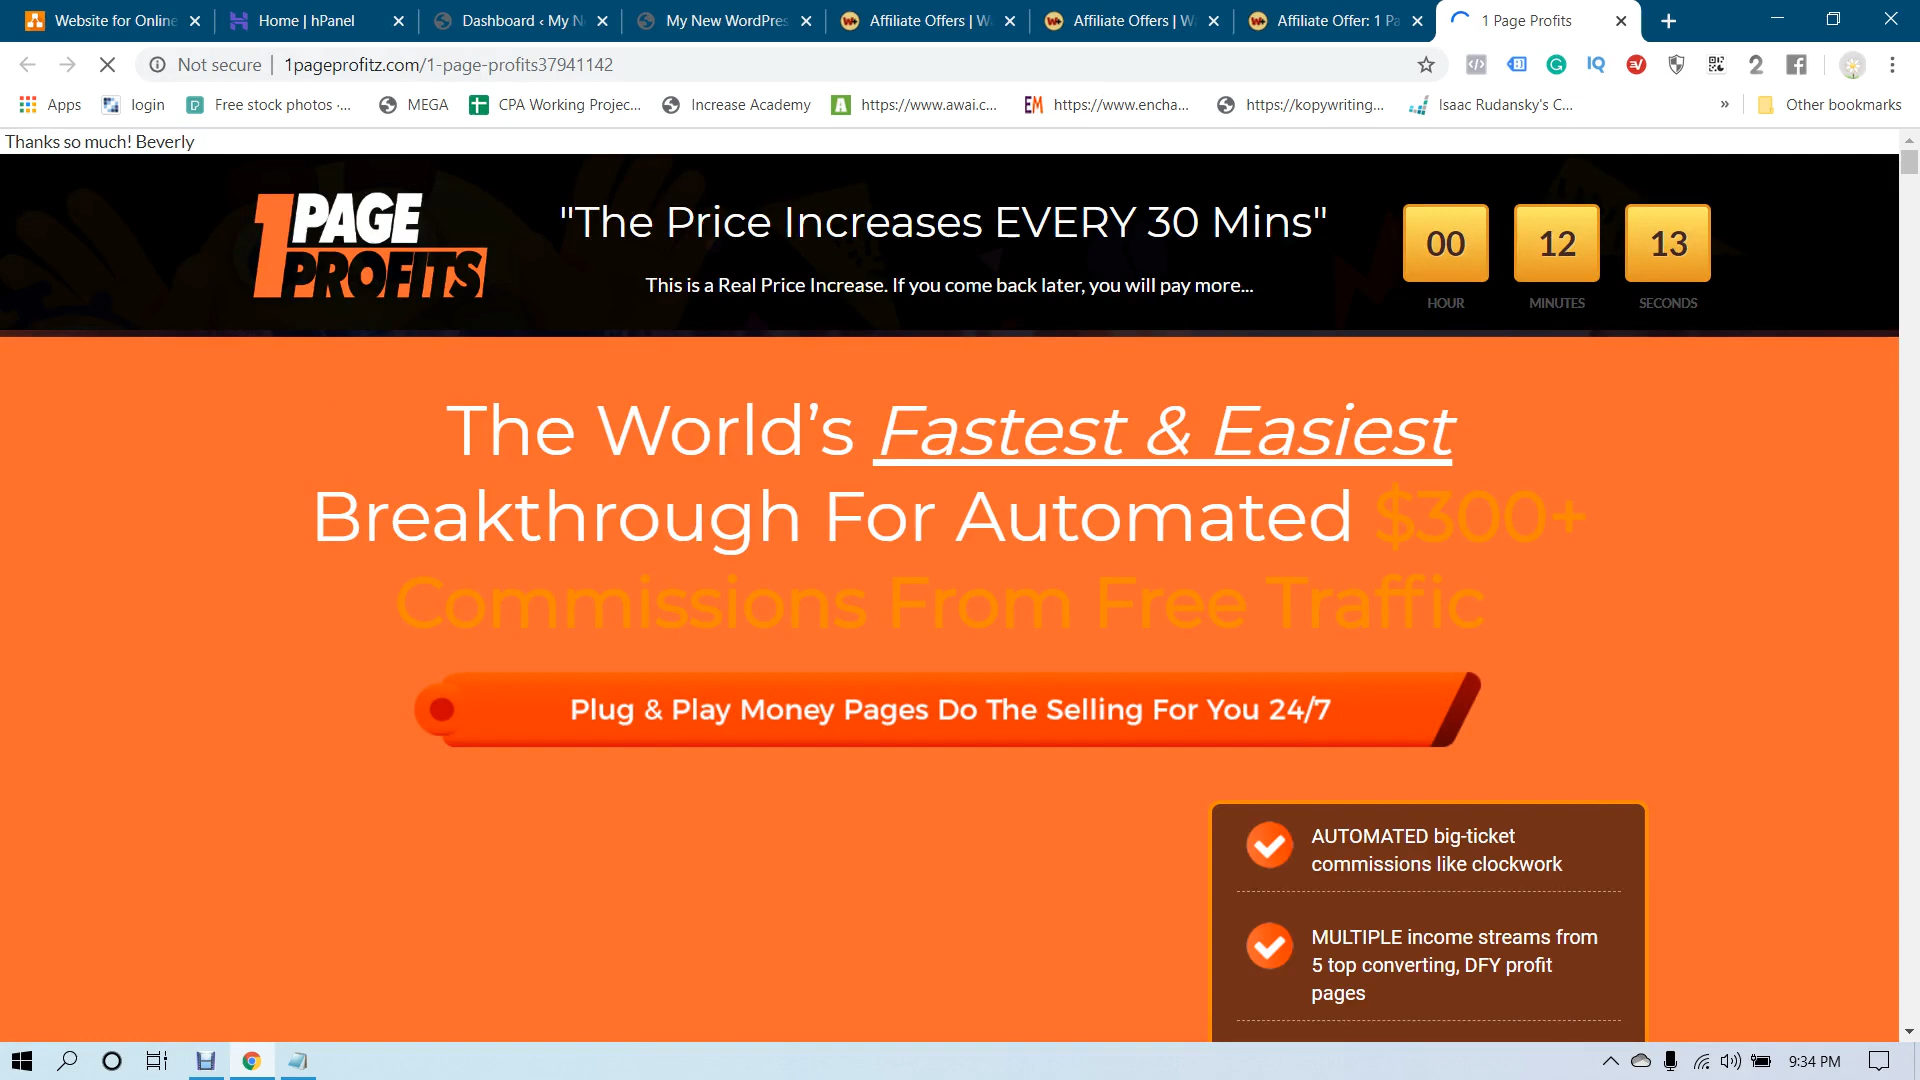 Website for Online
Home | hPanel
Dashboard ‹ My N
My New WordPres
Affiliate Offers | W
Affiliate Offers | W
Affiliate Offer: 1 P
1 Page Profits
Not secure
1pageprofitz.com/1-page-profits37941142
Apps
login
Free stock photos ·...
MEGA
CPA Working Projec...
Increase Academy
https://www.awai.c...
https://www.encha...
https://kopywriting...
Isaac Rudansky's C...
»
Other bookmarks
Thanks so much! Beverly
1 PAGE
PROFITS
"The Price Increases EVERY 30 Mins"
This is a Real Price Increase. If you come back later, you will pay more...
00
12
13
HOUR
MINUTES
SECONDS
The World's Fastest & Easiest
Breakthrough For Automated $300+
Commissions From Free Traffic
Plug & Play Money Pages Do The Selling For You 24/7
AUTOMATED big-ticket
commissions like clockwork
MULTIPLE income streams from
5 top converting, DFY profit
pages
9:34 PM